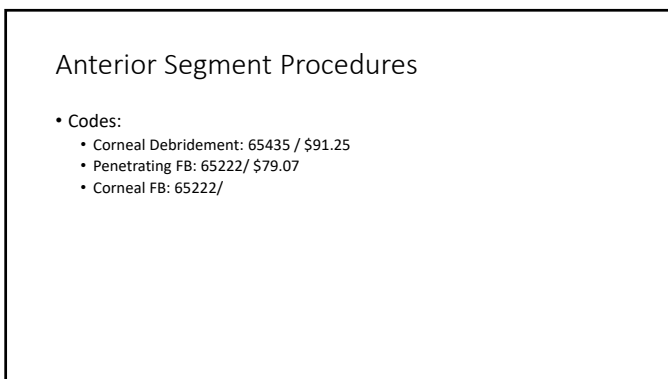 Anterior Segment Procedures
• Codes:
• Corneal Debridement: 65435 / $91.25
• Penetrating FB: 65222/ $79.07
• Corneal FB: 65222/